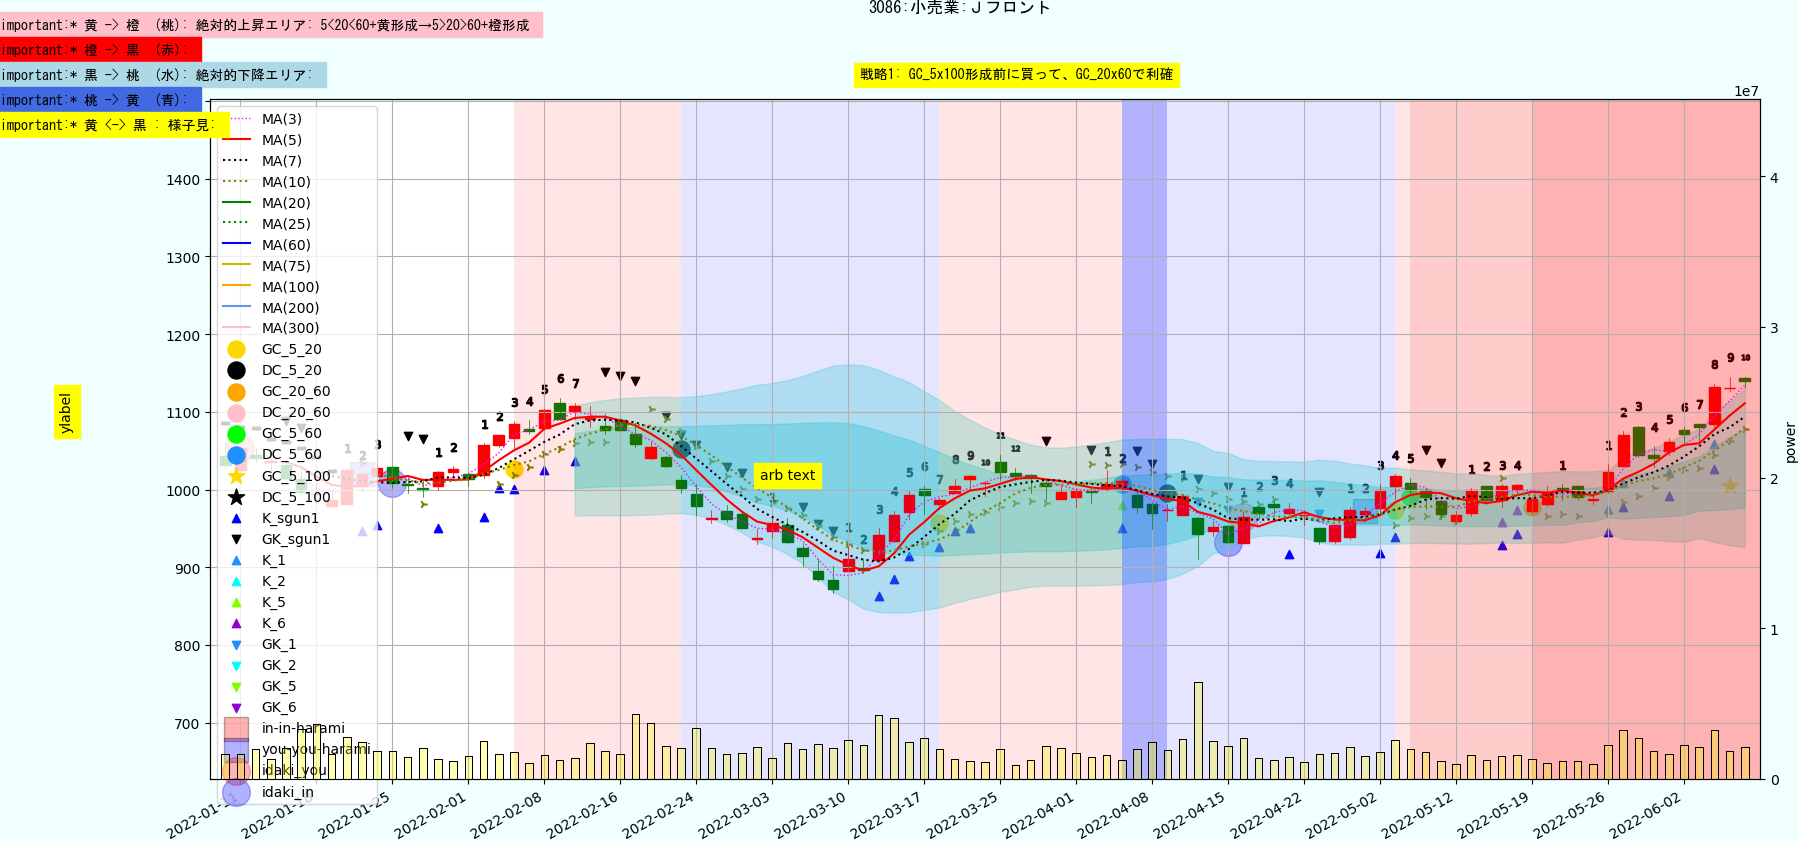 3086:小売業:Jフロント
important:* 黄 -> 橙 (桃): 絶対的上昇エリア: 5<20<60+黄形成→5>20>60+橙形成
important:* 橙 -> 黒 (赤):
important:* 黒 -> 桃 (水): 絶対的下降エリア:
important:* 桃 -> 黄 (青):
important:* 黄 <-> 黒 : 様子見:
戦略1: GC_5x100形成前に買って、GC_20x60で利確
1e7
MA(3)
MA(5)
MA(7)
MA(10)
MA(20)
MA(25)
MA(60)
MA(75)
MA(100)
MA(200)
MA(300)
GC_5_20
DC_5_20
GC_20_60
DC_20_60
GC_5_60
DC_5_60
GC_5_100
DC_5_100
K_sgun1
GK_sgun1
K_1
K_2
K_5
K_6
GK_1
GK_2
GK_5
GK_6
in-in-harami
you-you-harami
idaki_you
idaki_in
1400
1300
1200
1100
1000
900
800
700
ylabel
arb text
4
3
2
1
0
power
2022-01-25
2022-02-01
2022-02-08
2022-02-16
2022-02-24
2022-03-03
2022-03-10
2022-03-17
2022-03-25
2022-04-01
2022-04-08
2022-04-15
2022-04-22
2022-05-02
2022-05-12
2022-05-19
2022-05-26
2022-06-02